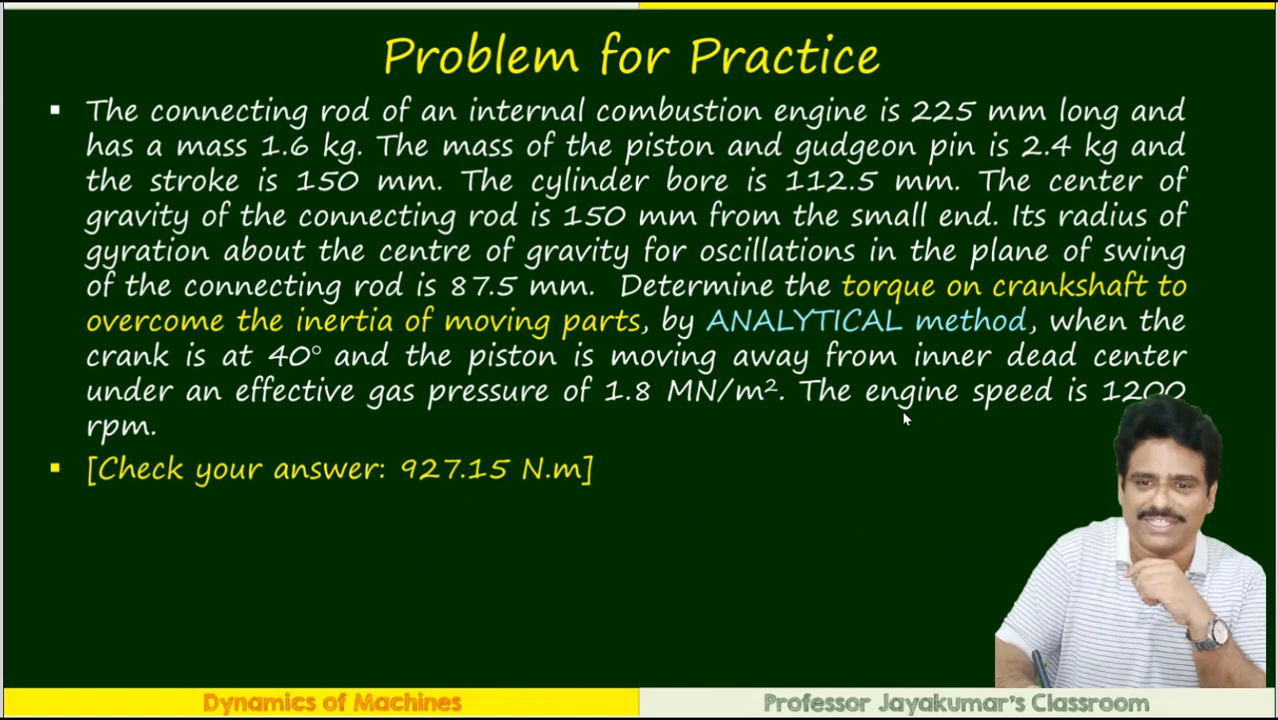 Problem for Practice
▪ The connecting rod of an internal combustion engine is 225 mm long and
has a mass 1.6 kg. The mass of the piston and gudgeon pin is 2.4 kg and
the stroke is 150 mm. The cylinder bore is 112.5 mm. The center of
gravity of the connecting rod is 150 mm from the small end. Its radius of
gyration about the centre of gravity for oscillations in the plane of swing
of the connecting rod is 87.5 mm. Determine the torque on crankshaft to
overcome the inertia of moving parts, by ANALYTICAL method, when the
crank is at 40° and the piston is moving away from inner dead center
under an effective gas pressure of 1.8 MN/m². The engine speed is 1200
rpm.
▪ [Check your answer: 927.15 N.m]
Dynamics of Machines
Professor Jayakumar's Classroom